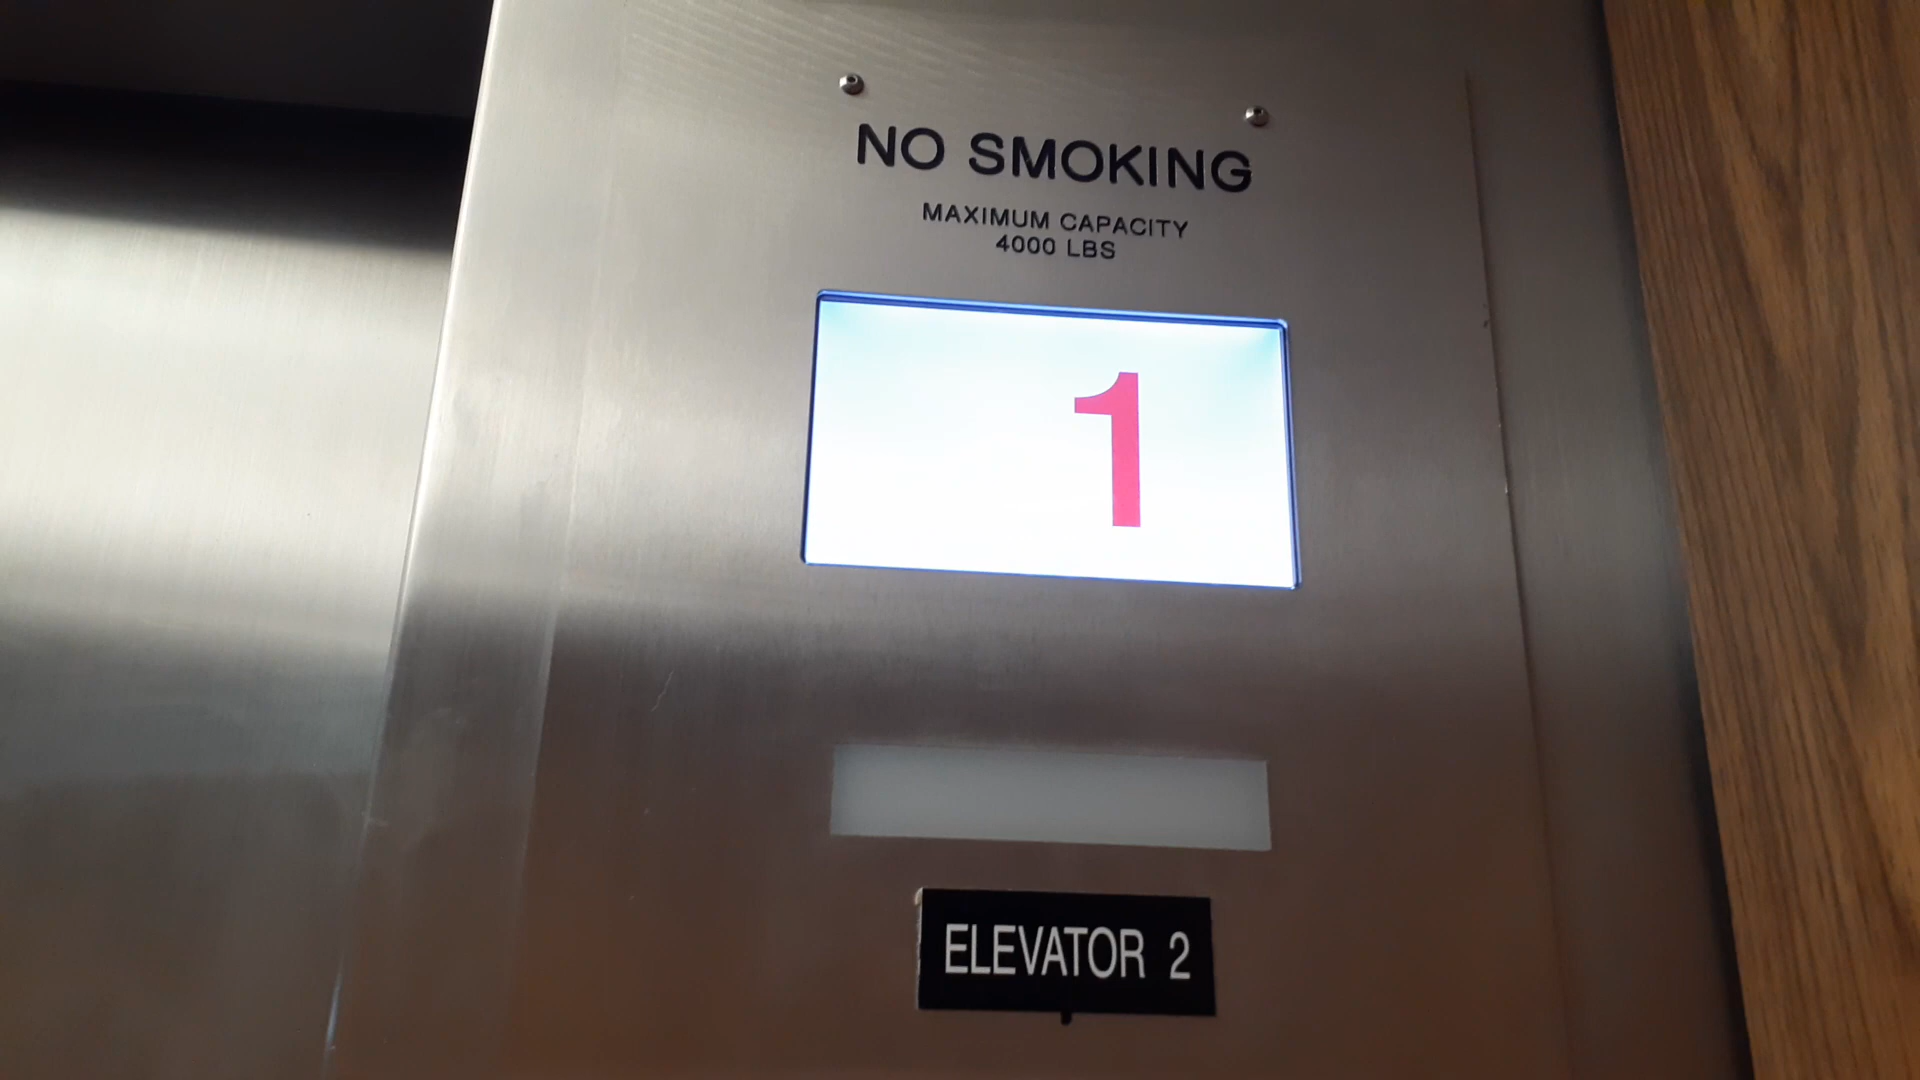 NO SMOKING
MAXIMUM CAPACITY
4000 LBS
1
ELEVATOR 2